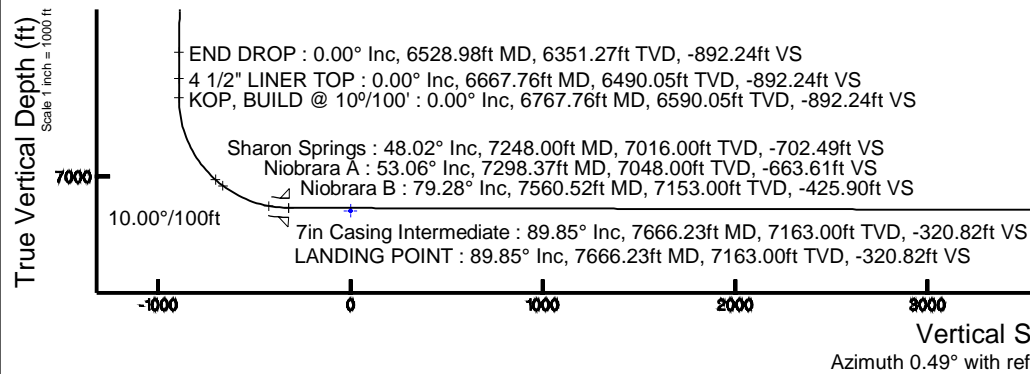 True Vertical Depth (ft)
Scale 1 inch = 1000 ft
END DROP : 0.00° Inc, 6528.98ft MD, 6351.27ft TVD, -892.24ft VS
4 1/2" LINER TOP : 0.00° Inc, 6667.76ft MD, 6490.05ft TVD, -892.24ft VS
KOP, BUILD @ 10º/100' : 0.00° Inc, 6767.76ft MD, 6590.05ft TVD, -892.24ft VS
Sharon Springs : 48.02° Inc, 7248.00ft MD, 7016.00ft TVD, -702.49ft VS
Niobrara A : 53.06° Inc, 7298.37ft MD, 7048.00ft TVD, -663.61ft VS
7000
Niobrara B : 79.28° Inc, 7560.52ft MD, 7153.00ft TVD, -425.90ft VS
10.00°/100ft
7in Casing Intermediate : 89.85° Inc, 7666.23ft MD, 7163.00ft TVD, -320.82ft VS
LANDING POINT : 89.85° Inc, 7666.23ft MD, 7163.00ft TVD, -320.82ft VS
-1000 0 1000 2000 3000
Vertical S
Azimuth 0.49° with ref